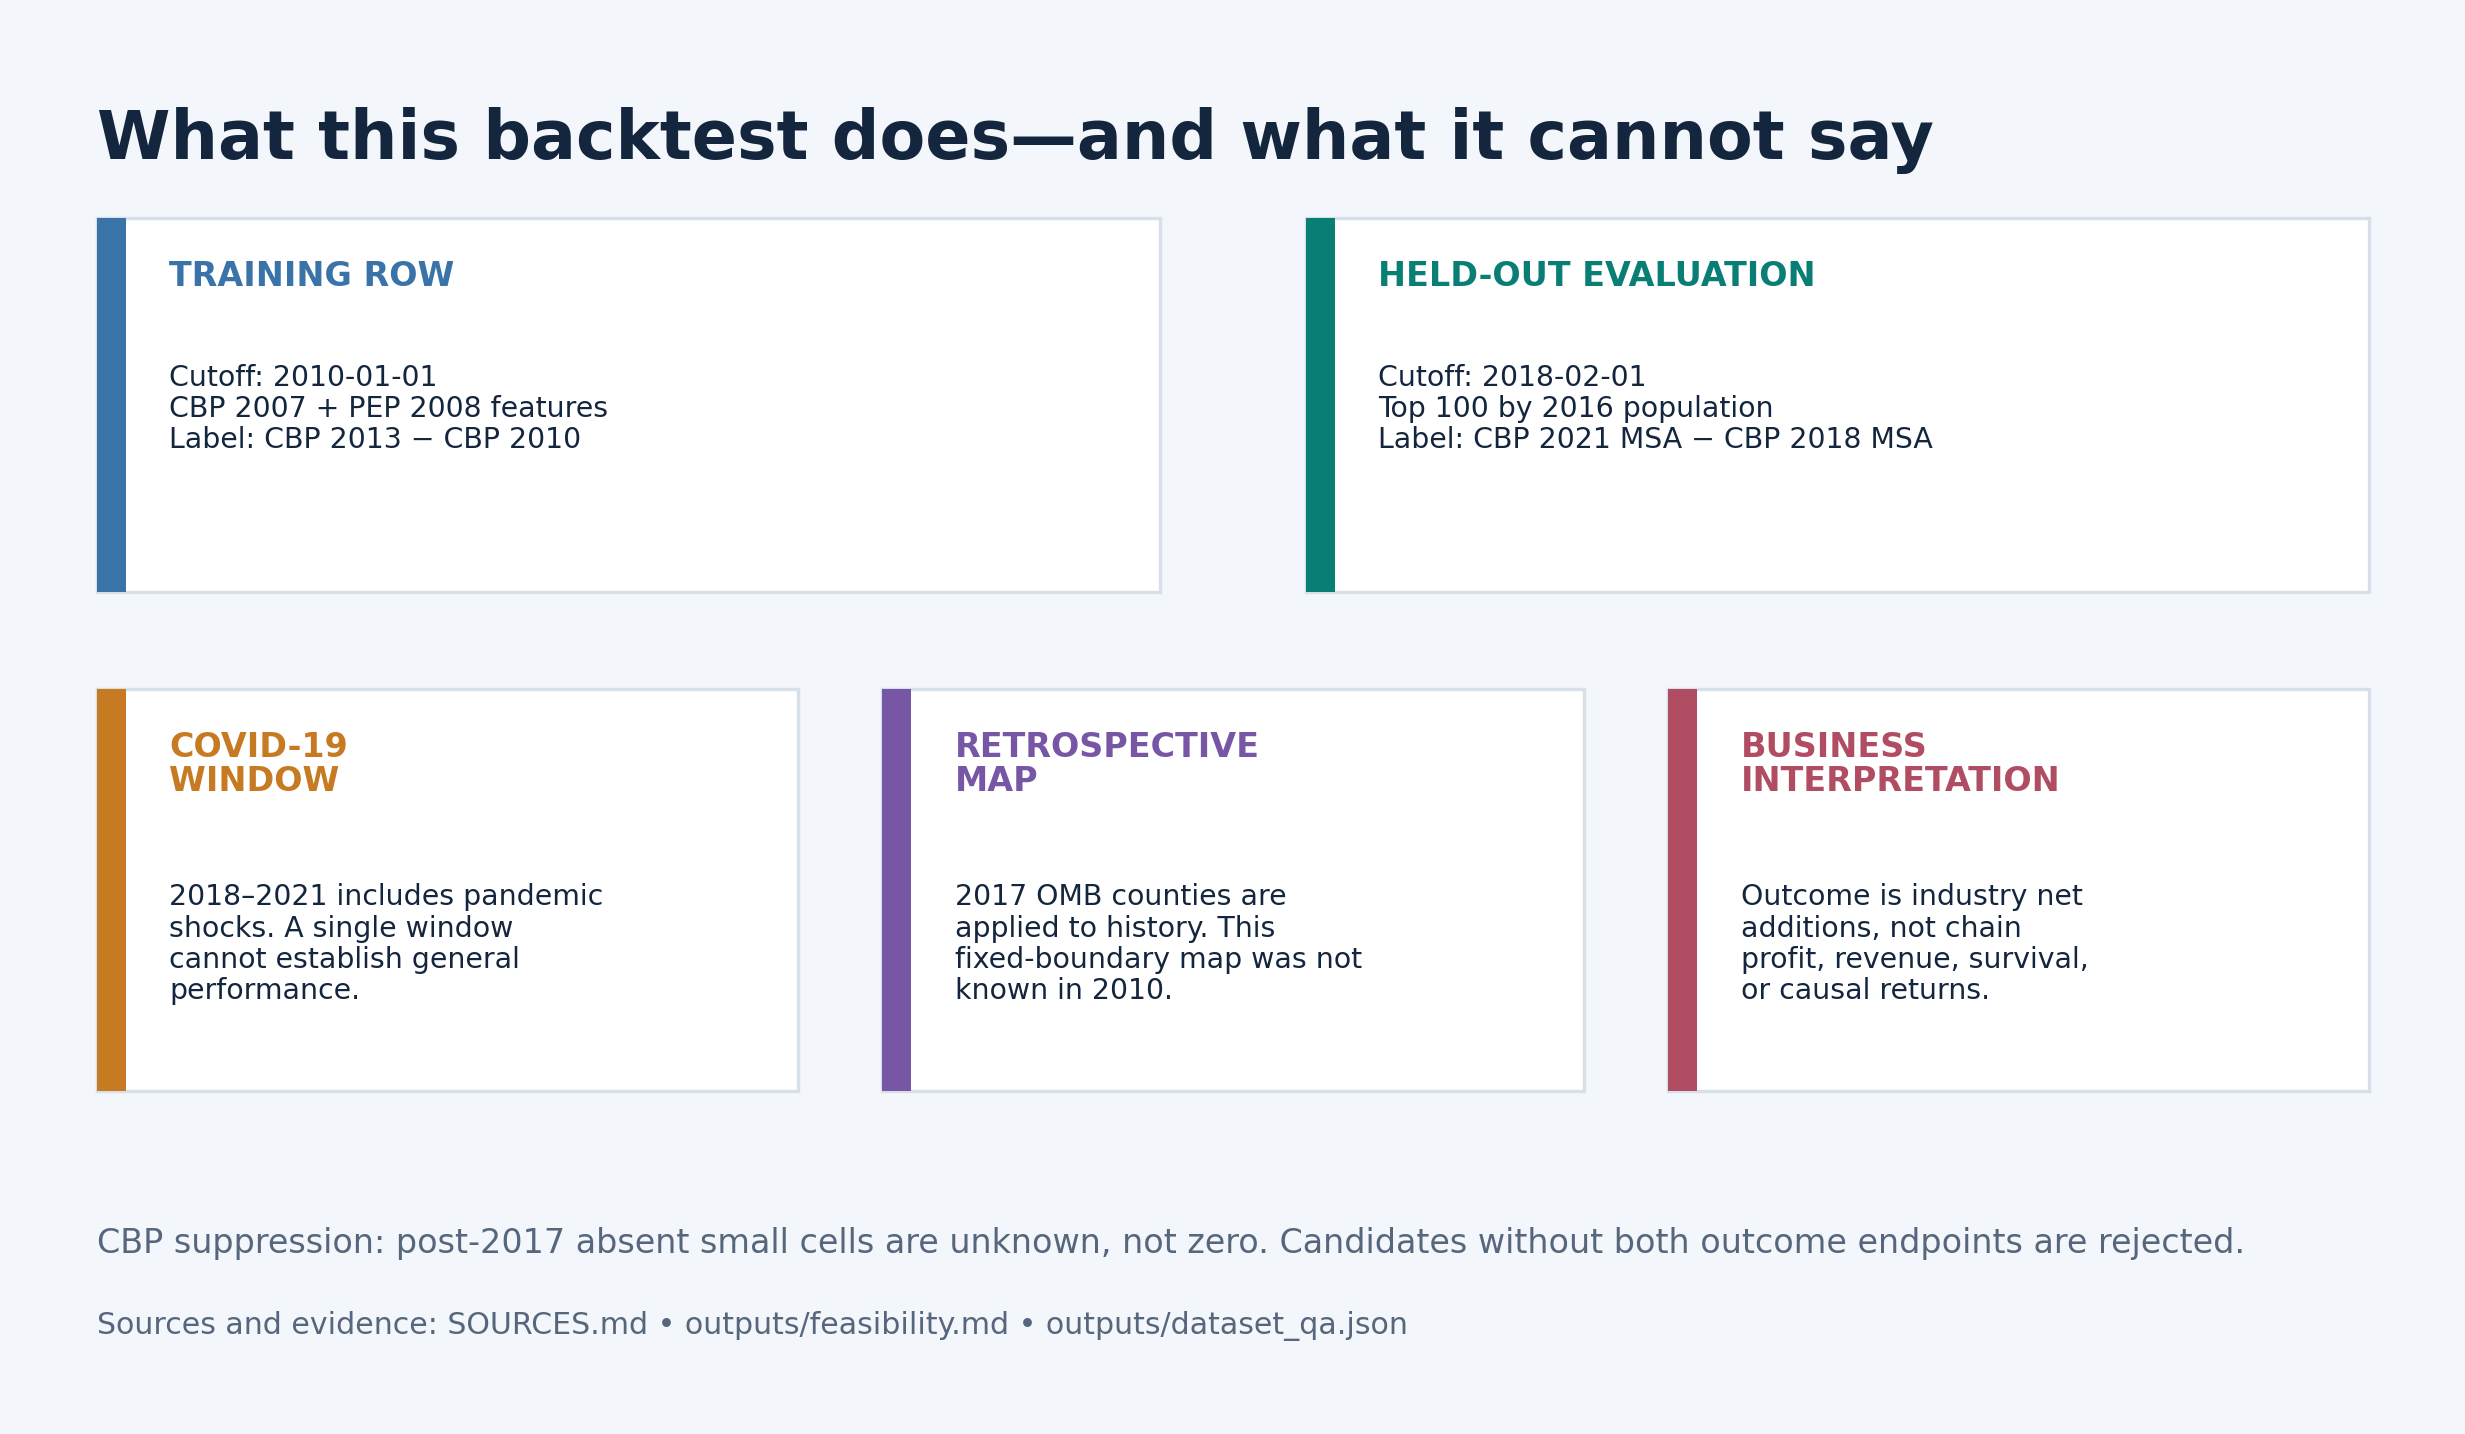 What this backtest does—and what it cannot say
TRAINING ROW
Cutoff: 2010-01-01
CBP 2007 + PEP 2008 features
Label: CBP 2013 − CBP 2010
HELD-OUT EVALUATION
Cutoff: 2018-02-01
Top 100 by 2016 population
Label: CBP 2021 MSA − CBP 2018 MSA
COVID-19
WINDOW
2018–2021 includes pandemic
shocks. A single window
cannot establish general
performance.
RETROSPECTIVE
MAP
2017 OMB counties are
applied to history. This
fixed-boundary map was not
known in 2010.
BUSINESS
INTERPRETATION
Outcome is industry net
additions, not chain
profit, revenue, survival,
or causal returns.
CBP suppression: post-2017 absent small cells are unknown, not zero. Candidates without both outcome endpoints are rejected.
Sources and evidence: SOURCES.md • outputs/feasibility.md • outputs/dataset_qa.json